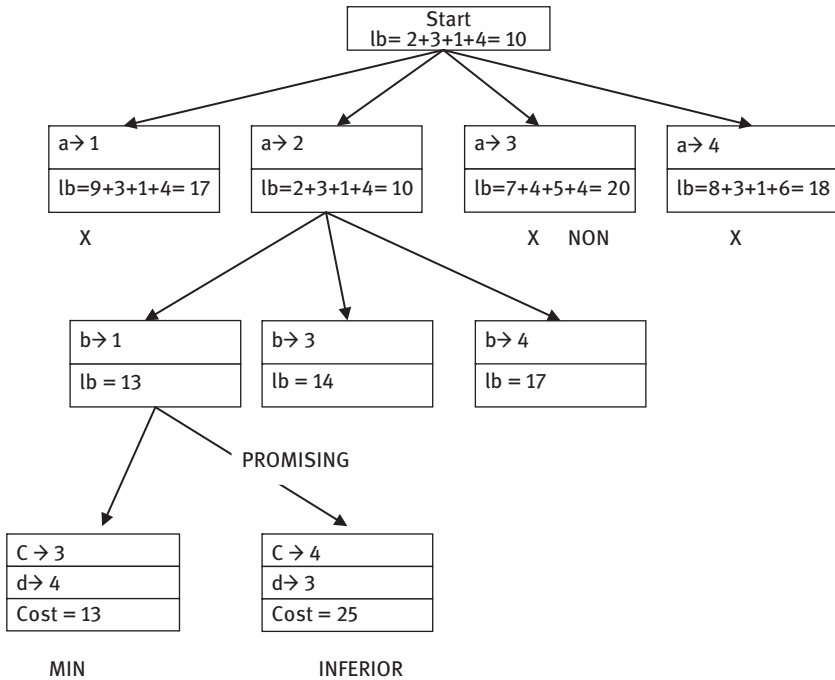 Start
lb= 2+3+1+4= 10
a→ 1
lb=9+3+1+4= 17
X
a→ 2
lb=2+3+1+4= 10
a→ 3
lb=7+4+5+4= 20
X NON
a→ 4
lb=8+3+1+6= 18
X
b→ 1
lb = 13
b→ 3
lb = 14
b→ 4
lb = 17
PROMISING
C → 3
d→ 4
Cost = 13
MIN
C → 4
d→ 3
Cost = 25
INFERIOR